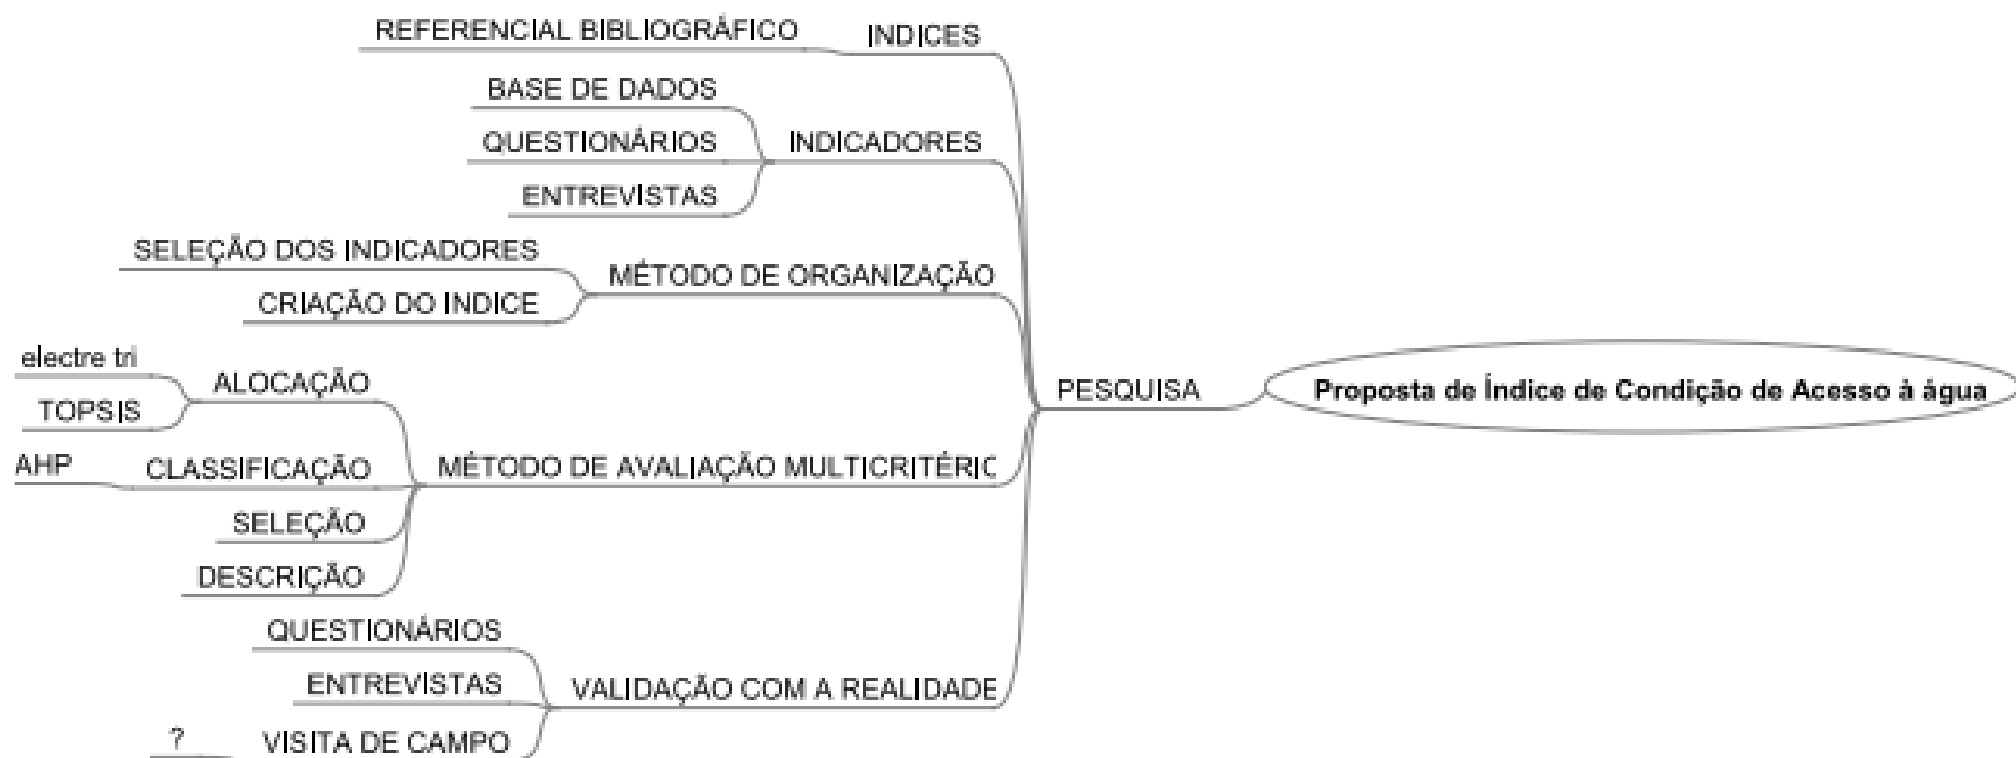 REFERENCIAL BIBLIOGRÁFICO
INDICES
BASE DE DADOS
QUESTIONÁRIOS
INDICADORES
ENTREVISTAS
SELEÇÃO DOS INDICADORES
MÉTODO DE ORGANIZAÇÃO
CRIAÇÃO DO INDICE
electre tri
ALOCAÇÃO
TOPSIS
PESQUISA
Proposta de Índice de Condição de Acesso à água
AHP
CLASSIFICAÇÃO
MÉTODO DE AVALIAÇÃO MULTICRITÉRIO
SELEÇÃO
DESCRIÇÃO
QUESTIONÁRIOS
ENTREVISTAS
VALIDAÇÃO COM A REALIDADE
?
VISITA DE CAMPO